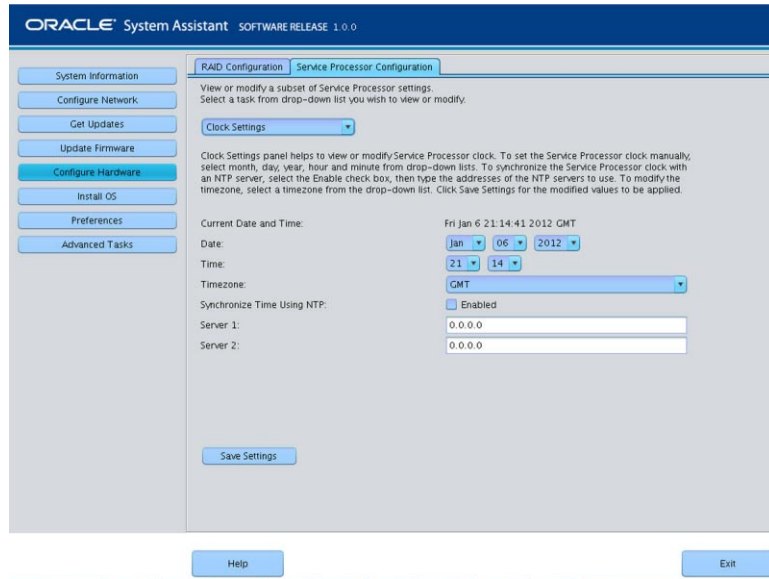 ORACLE® System Assistant SOFTWARE RELEASE 1.0.0
System Information
Configure Network
Get Updates
Update Firmware
Configure Hardware
Install OS
Preferences
Advanced Tasks
RAID Configuration
Service Processor Configuration
View or modify a subset of Service Processor settings.
Select a task from drop-down list you wish to view or modify.
Clock Settings
Clock Settings panel helps to view or modify Service Processor clock. To set the Service Processor clock manually,
select month, day, year, hour and minute from drop-down lists. To synchronize the Service Processor clock with
an NTP server, select the Enable check box, then type the addresses of the NTP servers to use. To modify the
timezone, select a timezone from the drop-down list. Click Save Settings for the modified values to be applied.
Current Date and Time: Fri Jan 6 21:14:41 2012 GMT
Date: Jan 06 2012
Time: 21 14
Timezone: GMT
Synchronize Time Using NTP: Enabled
Server 1: 0.0.0.0
Server 2: 0.0.0.0
Save Settings
Help
Exit